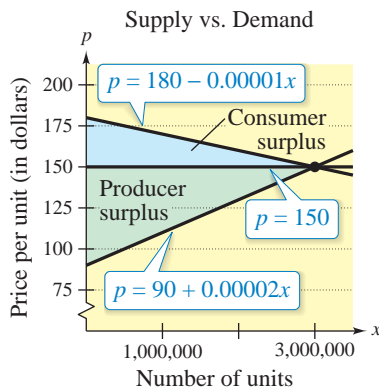 Supply vs. Demand
p
Price per unit (in dollars)
200
175
150
125
100
75
p = 180 − 0.00001x
Consumer
surplus
Producer
surplus
p = 150
p = 90 + 0.00002x
x
1,000,000
3,000,000
Number of units